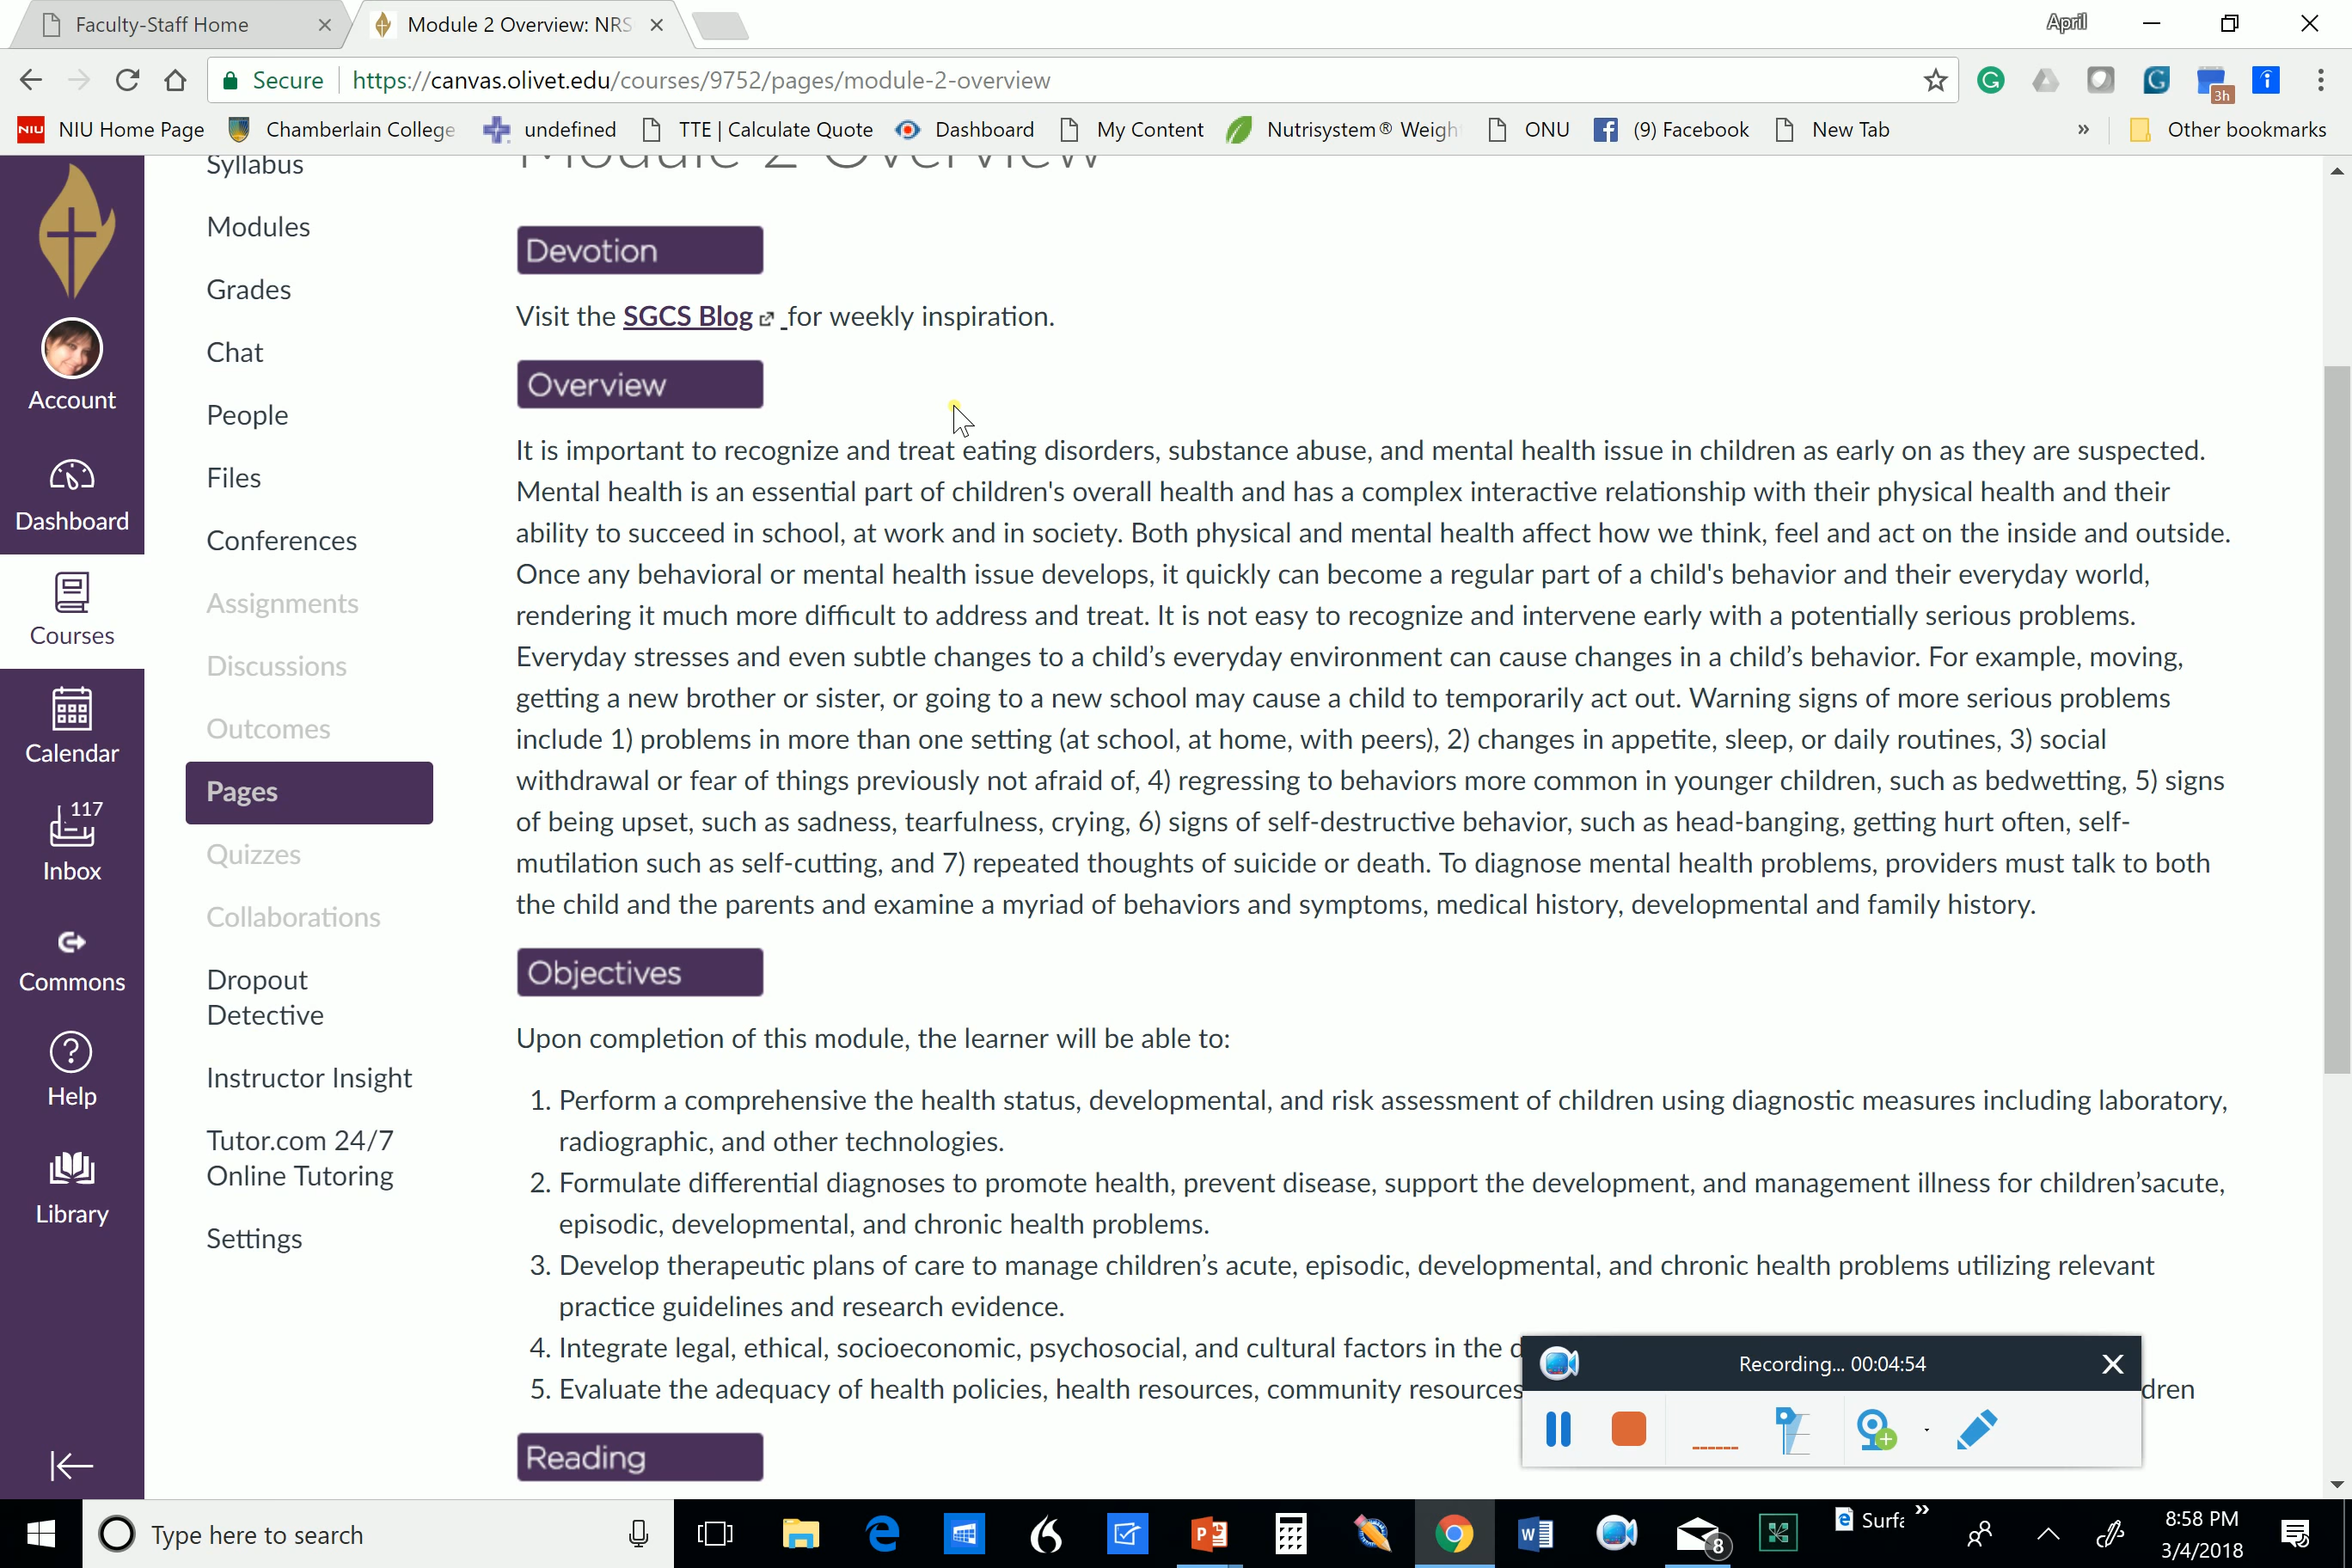 Faculty-Staff Home
Module 2 Overview: NRS
April
Secure
https://canvas.olivet.edu/courses/9752/pages/module-2-overview
3h
NIU
NIU Home Page
Chamberlain College
undefined
TTE | Calculate Quote
Dashboard
My Content
Nutrisystem® Weigh
ONU
(9) Facebook
New Tab
»
Other bookmarks
Account
Dashboard
Courses
Calendar
117
Inbox
Commons
Help
Library
Syllabus
Modules
Grades
Chat
People
Files
Conferences
Assignments
Discussions
Outcomes
Pages
Quizzes
Collaborations
Dropout
Detective
Instructor Insight
Tutor.com 24/7
Online Tutoring
Settings
Module 2 Overview
Devotion
Visit the SGCS Blog for weekly inspiration.
Overview
It is important to recognize and treat eating disorders, substance abuse, and mental health issue in children as early on as they are suspected.
Mental health is an essential part of children's overall health and has a complex interactive relationship with their physical health and their
ability to succeed in school, at work and in society. Both physical and mental health affect how we think, feel and act on the inside and outside.
Once any behavioral or mental health issue develops, it quickly can become a regular part of a child's behavior and their everyday world,
rendering it much more difficult to address and treat. It is not easy to recognize and intervene early with a potentially serious problems.
Everyday stresses and even subtle changes to a child’s everyday environment can cause changes in a child’s behavior. For example, moving,
getting a new brother or sister, or going to a new school may cause a child to temporarily act out. Warning signs of more serious problems
include 1) problems in more than one setting (at school, at home, with peers), 2) changes in appetite, sleep, or daily routines, 3) social
withdrawal or fear of things previously not afraid of, 4) regressing to behaviors more common in younger children, such as bedwetting, 5) signs
of being upset, such as sadness, tearfulness, crying, 6) signs of self-destructive behavior, such as head-banging, getting hurt often, self-
mutilation such as self-cutting, and 7) repeated thoughts of suicide or death. To diagnose mental health problems, providers must talk to both
the child and the parents and examine a myriad of behaviors and symptoms, medical history, developmental and family history.
Objectives
Upon completion of this module, the learner will be able to:
1. Perform a comprehensive the health status, developmental, and risk assessment of children using diagnostic measures including laboratory,
radiographic, and other technologies.
2. Formulate differential diagnoses to promote health, prevent disease, support the development, and management illness for children’sacute,
episodic, developmental, and chronic health problems.
3. Develop therapeutic plans of care to manage children’s acute, episodic, developmental, and chronic health problems utilizing relevant
practice guidelines and research evidence.
4. Integrate legal, ethical, socioeconomic, psychosocial, and cultural factors in the
5. Evaluate the adequacy of health policies, health resources, community resources dren
Reading
Recording... 00:04:54
Type here to search
8
Surfa
»
8:58 PM
3/4/2018